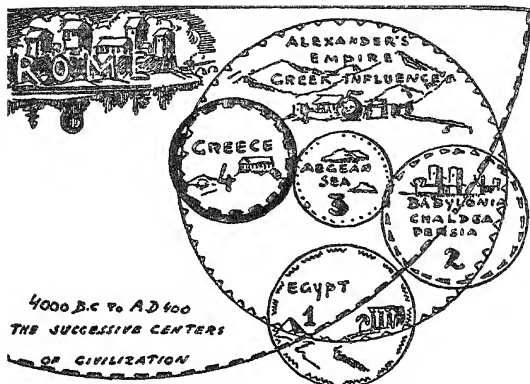 ROME
ALEXANDER'S
EMPIRE
GREEK INFLUENCE
GREECE
4
AEGEAN
SEA
3
BABYLONIA
CHALDEA
PERSIA
2
EGYPT
1
4000 B.C TO A.D 400
THE SUCCESSIVE CENTERS
OF CIVILIZATION